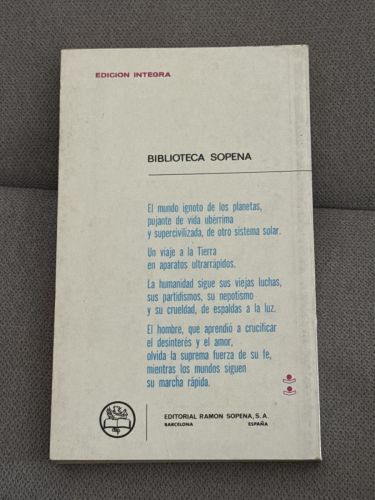 EDICION INTEGRA
BIBLIOTECA SOPENA
El mundo ignoto de los planetas,
pujante de vida ubérrima
y supercivilizada, de otro sistema solar.
Un viaje a la Tierra
en aparatos ultrarrápidos.
La humanidad sigue sus viejas luchas,
sus partidismos, su nepotismo
y su crueldad, de espaldas a la luz.
El hombre, que aprendió a crucificar
el desinterés y el amor,
olvida la suprema fuerza de su fe,
mientras los mundos siguen
su marcha rápida.
EDITORIAL RAMON SOPENA, S. A.
BARCELONA ESPAÑA